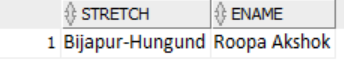 STRETCH ENAME
1 Bijapur-Hungund Roopa Akshok